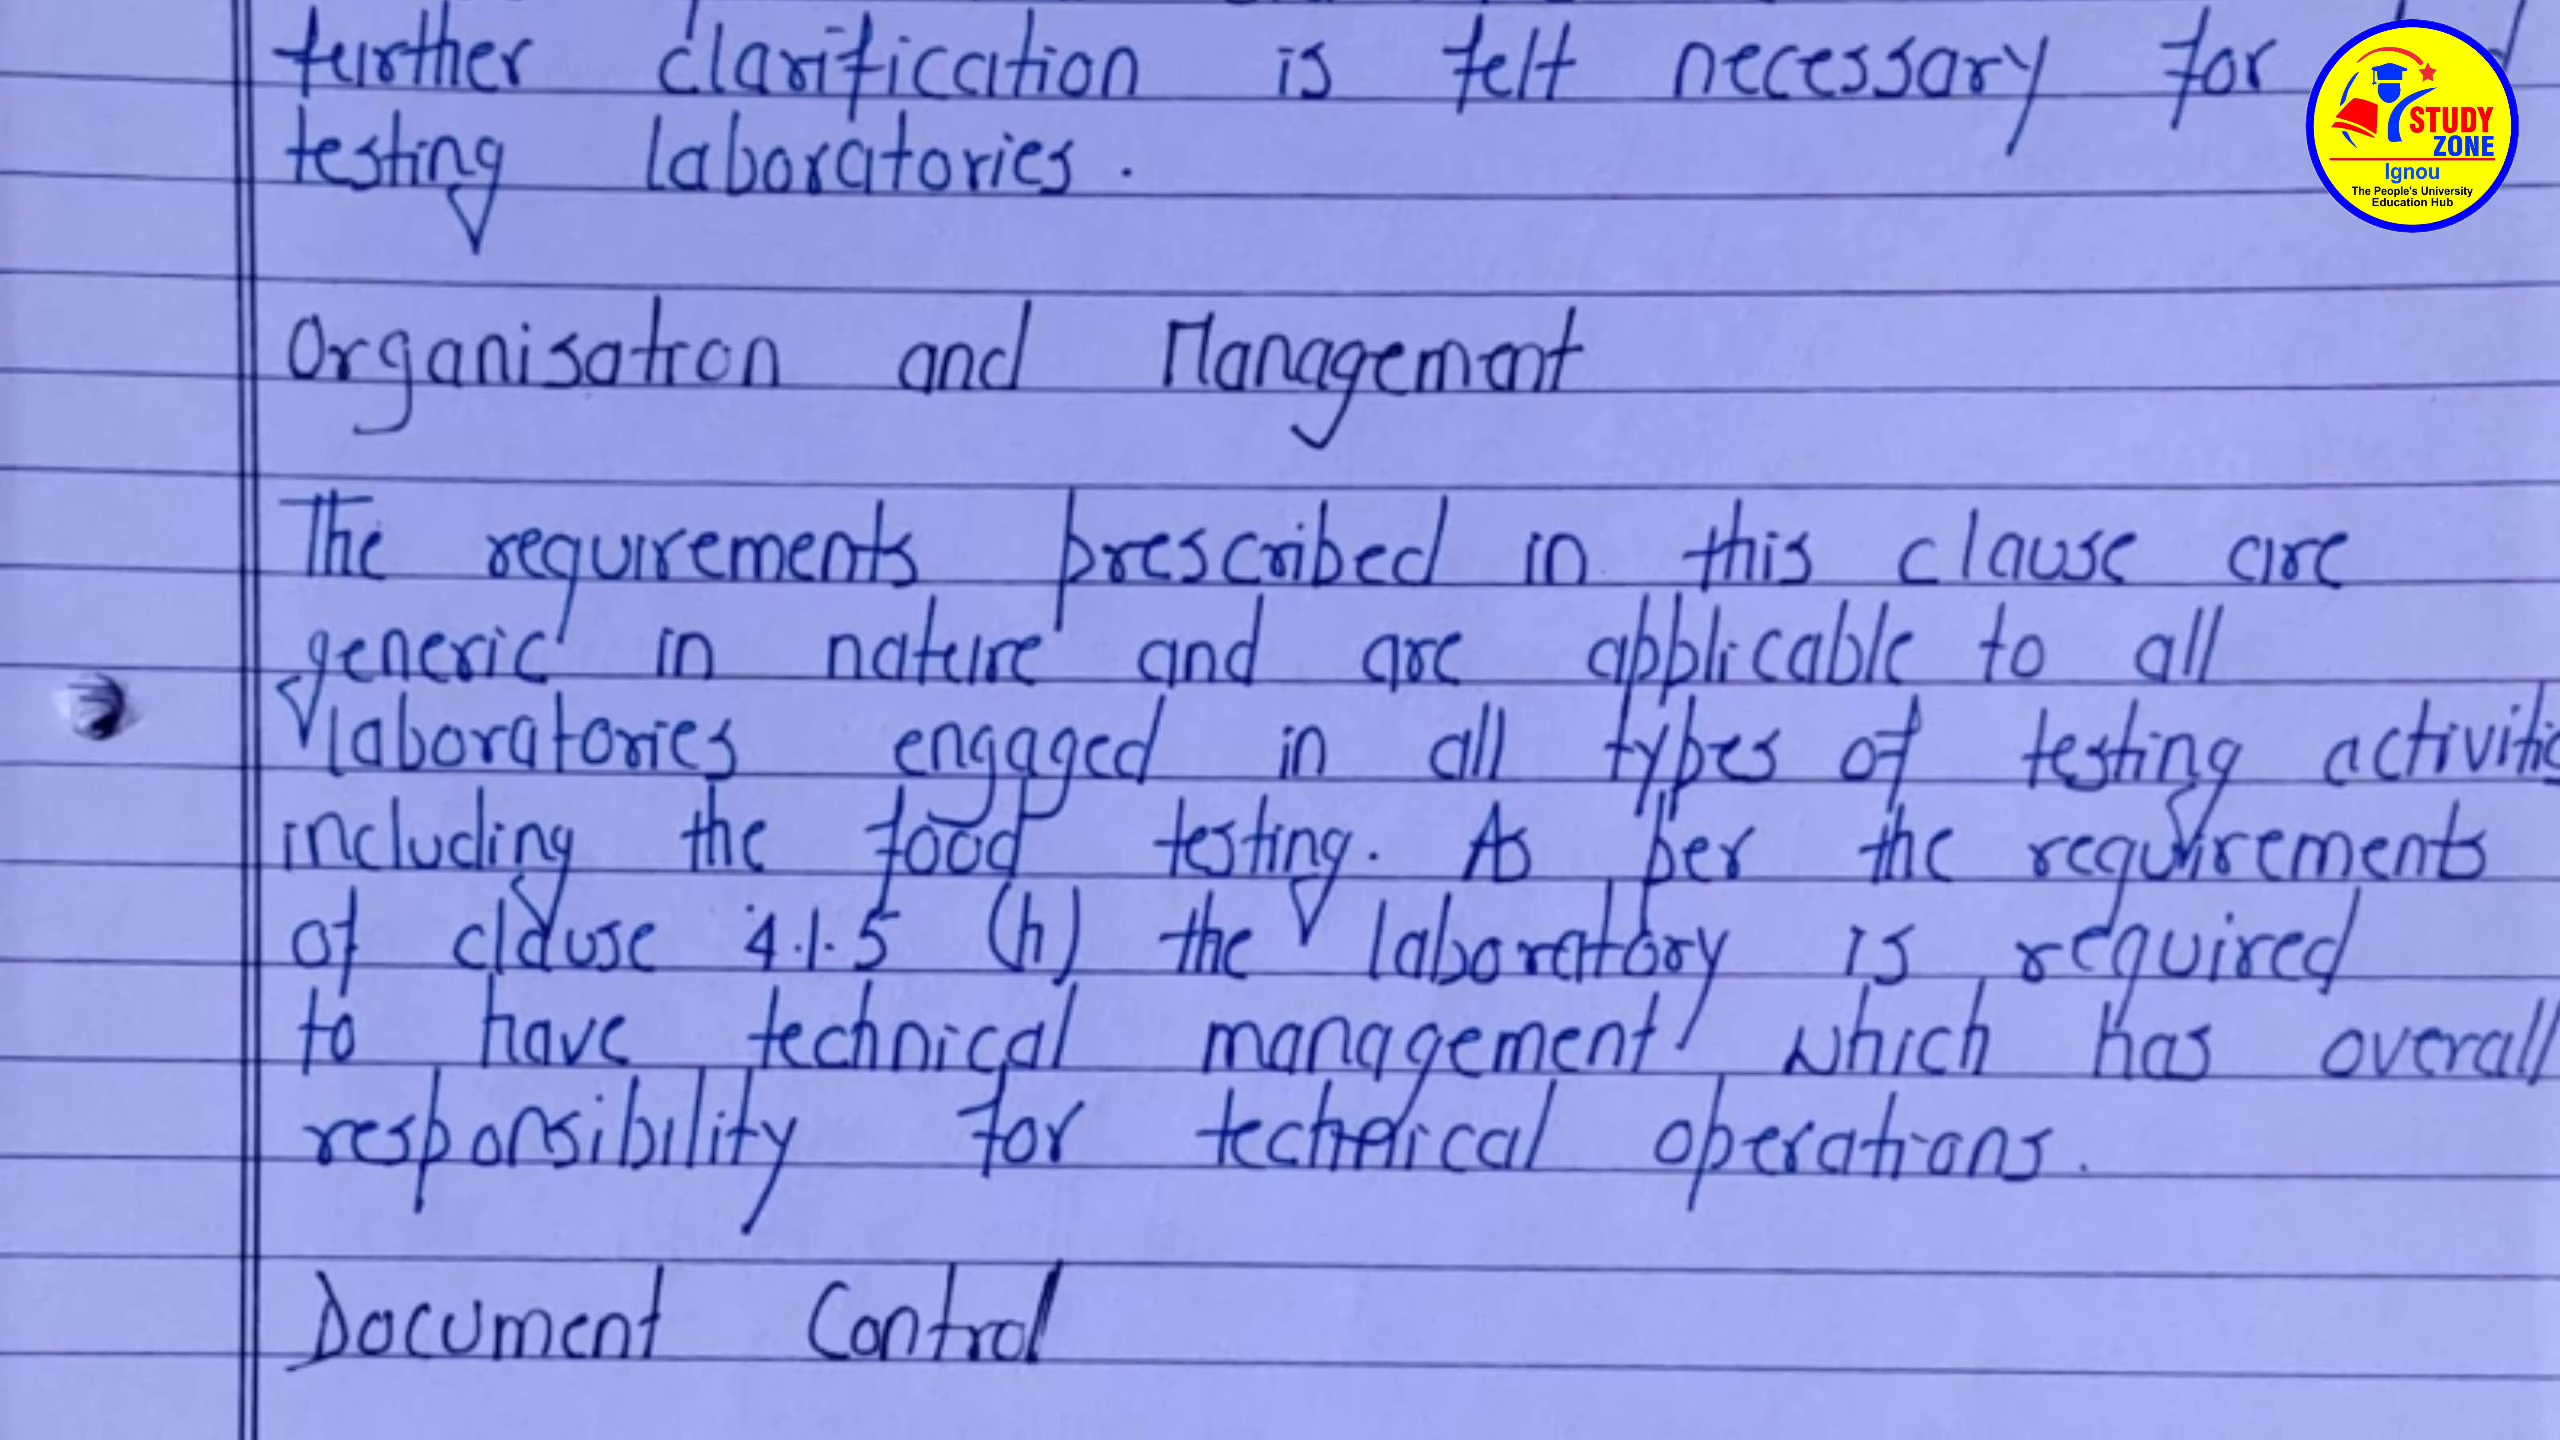 further clarification is felt necessary for
testing laboratories.
Organisation and Management
The requirements prescribed in this clause are
generic in nature and are applicable to all
laboratories engaged in all types of testing
including the food testing. As per the requirements
of clause 4.1.5 (h) the laboratory is required
to have technical management which has overall
responsibility for technical operations.
Document Control
STUDY
ZONE
Ignou
The People's University
Education Hub